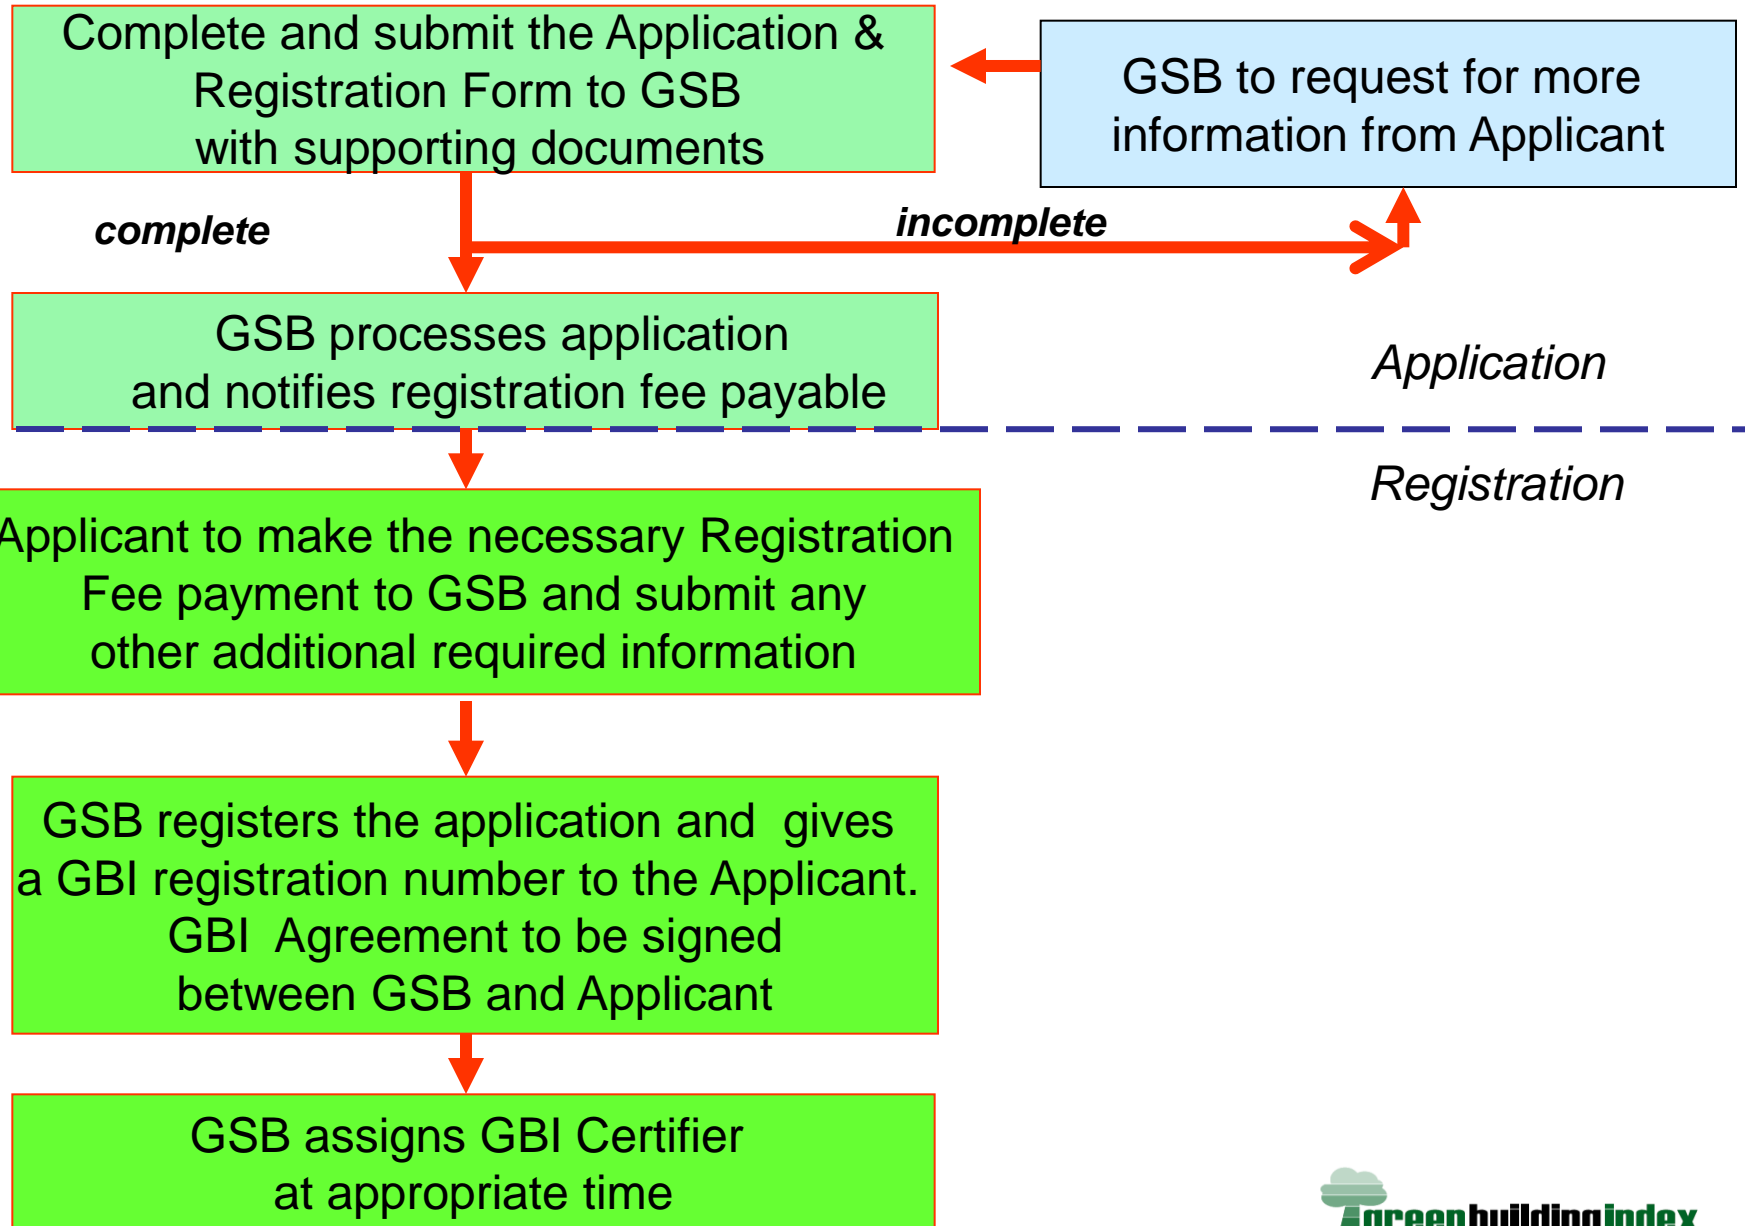 Complete and submit the Application &
Registration Form to GSB
with supporting documents
GSB to request for more
information from Applicant
complete
incomplete
GSB processes application
and notifies registration fee payable
Application
Registration
Applicant to make the necessary Registration
Fee payment to GSB and submit any
other additional required information
GSB registers the application and  gives
a GBI registration number to the Applicant.
GBI  Agreement to be signed
between GSB and Applicant
GSB assigns GBI Certifier
at appropriate time
greenbuildingindex